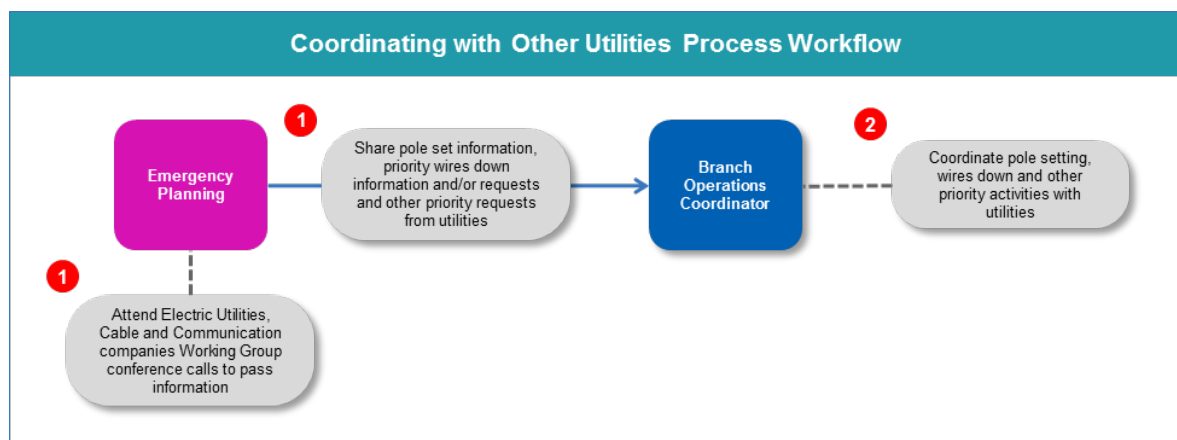 Coordinating with Other Utilities Process Workflow
1
2
Emergency
Planning
Share pole set information,
priority wires down
information and/or requests
and other priority requests
from utilities
Branch
Operations
Coordinator
Coordinate pole setting,
wires down and other
priority activities with
utilities
1
Attend Electric Utilities,
Cable and Communication
companies Working Group
conference calls to pass
information